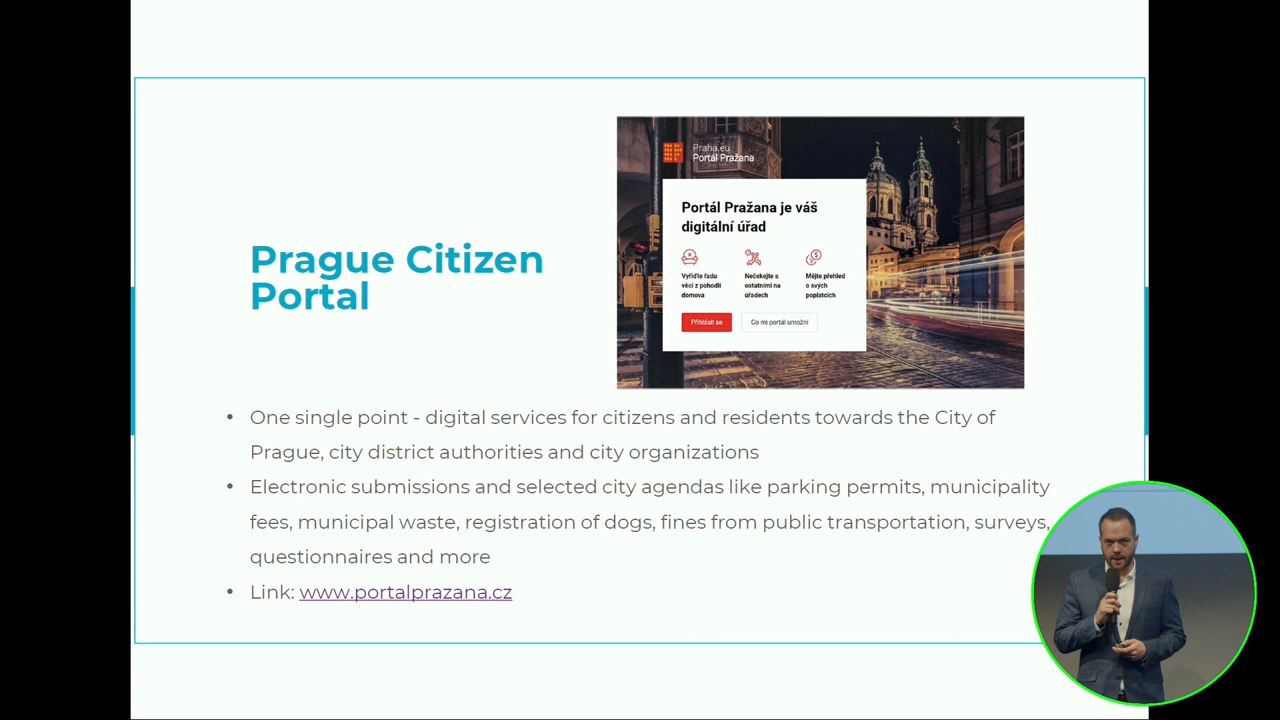 Prague Citizen
Portal
Praha.eu
Portál Pražana
Portál Pražana je váš
digitální úřad
Vyřiďte řadu
věcí z pohodlí
domova
Nečekejte s
ostatními na
úřadech
Mějte přehled
o svých
poplatcích
Přihlásit se
Co mi portál umožní
• One single point - digital services for citizens and residents towards the City of
Prague, city district authorities and city organizations
• Electronic submissions and selected city agendas like parking permits, municipality
fees, municipal waste, registration of dogs, fines from public transportation, surveys,
questionnaires and more
• Link: www.portalprazana.cz